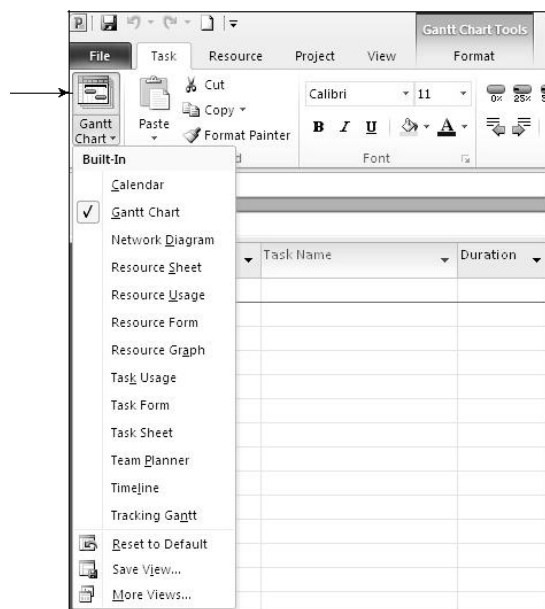 Gantt Chart Tools
File Task Resource Project View Format
Gantt
Chart
Paste
Cut
Copy
Format Painter
Calibri 11
B I U A
0% 25%
Font
Built-In
Calendar
Gantt Chart
Network Diagram
Resource Sheet
Resource Usage
Resource Form
Resource Graph
Task Usage
Task Form
Task Sheet
Team Planner
Timeline
Tracking Gantt
Reset to Default
Save View...
More Views...
Task Name Duration